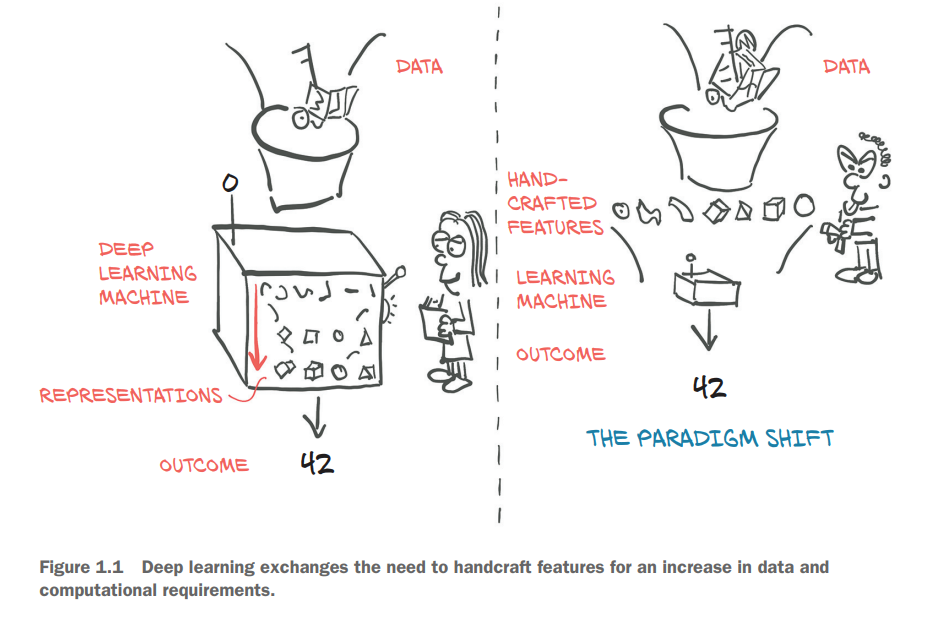 DATA
DEEP
LEARNING
MACHINE
REPRESENTATIONS
OUTCOME
42
DATA
HAND-
CRAFTED
FEATURES
LEARNING
MACHINE
OUTCOME
42
THE PARADIGM SHIFT
Figure 1.1 Deep learning exchanges the need to handcraft features for an increase in data and
computational requirements.